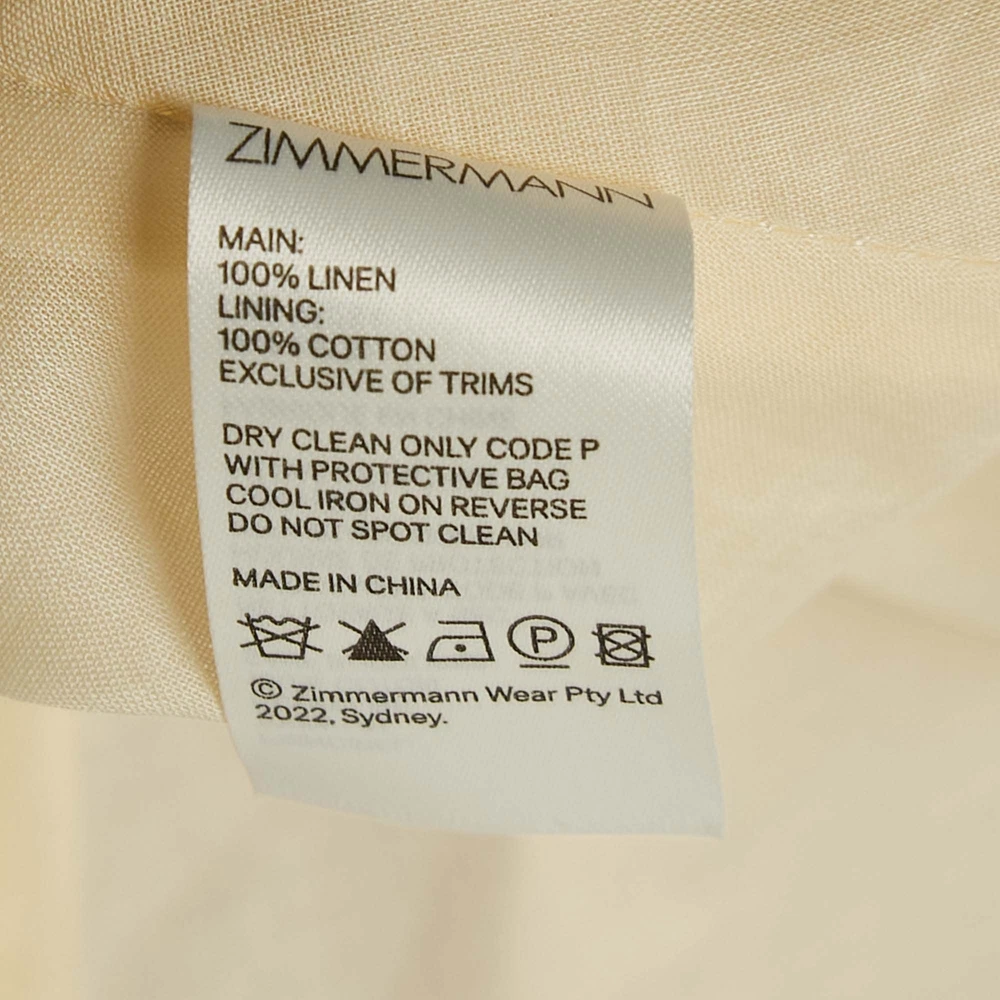 ZIMMERMANN
MAIN:
100% LINEN
LINING:
100% COTTON
EXCLUSIVE OF TRIMS
DRY CLEAN ONLY CODE P
WITH PROTECTIVE BAG
COOL IRON ON REVERSE
DO NOT SPOT CLEAN
MADE IN CHINA
P
© Zimmermann Wear Pty Ltd
2022, Sydney.